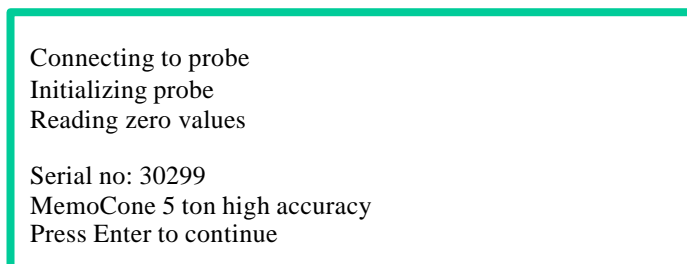 Connecting to probe
Initializing probe
Reading zero values
Serial no: 30299
MemoCone 5 ton high accuracy
Press Enter to continue